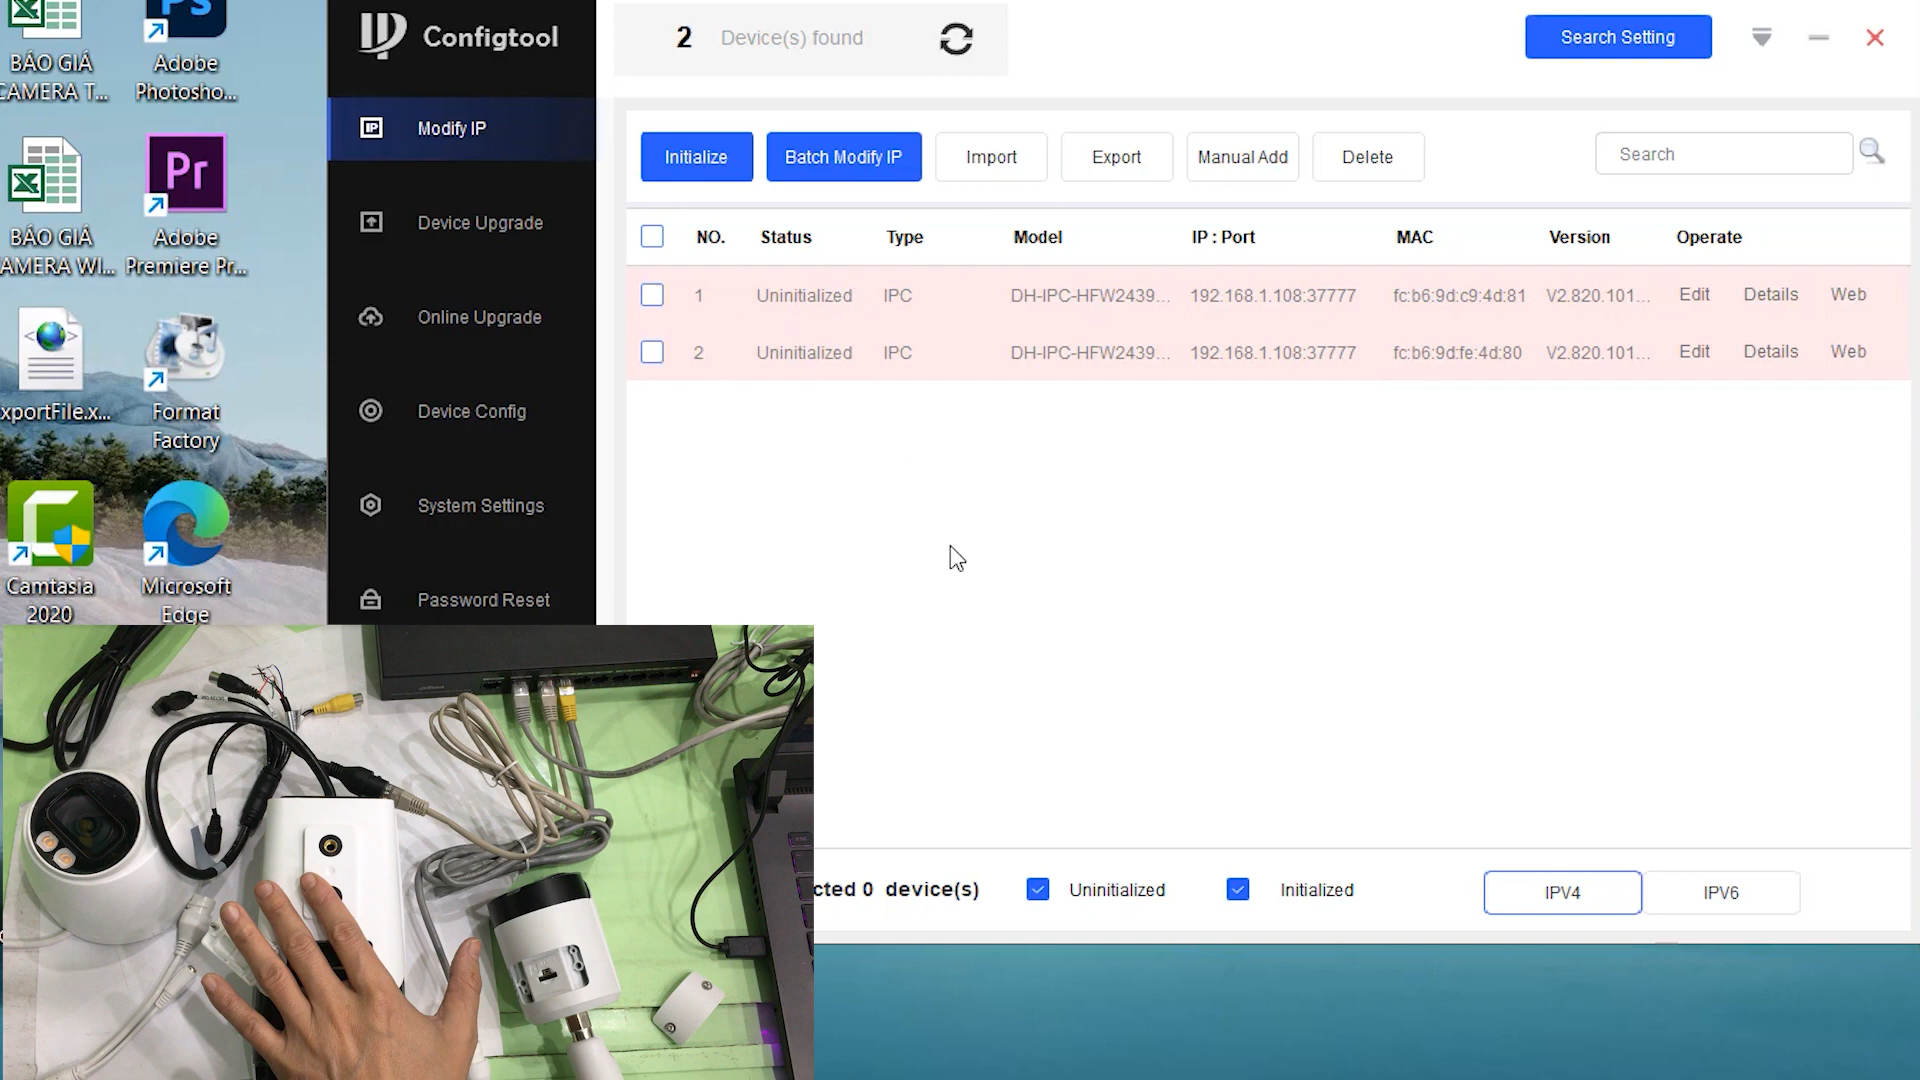 BÁO GIÁ
CAMERA T...
Adobe
Photosho...
BÁO GIÁ
AMERA WI...
Adobe
Premiere Pr...
xportFile.x...
Format
Factory
Camtasia
2020
Microsoft
Edge
Configtool
Modify IP
Device Upgrade
Online Upgrade
Device Config
System Settings
Password Reset
2 Device(s) found
Search Setting
Initialize
Batch Modify IP
Import
Export
Manual Add
Delete
Search
NO. Status Type Model IP : Port MAC Version Operate
1 Uninitialized IPC DH-IPC-HFW2439... 192.168.1.108:37777 fc:b6:9d:c9:4d:81 V2.820.101... Edit Details Web
2 Uninitialized IPC DH-IPC-HFW2439... 192.168.1.108:37777 fc:b6:9d:fe:4d:80 V2.820.101... Edit Details Web
cted 0 device(s)
Uninitialized
Initialized
IPV4
IPV6